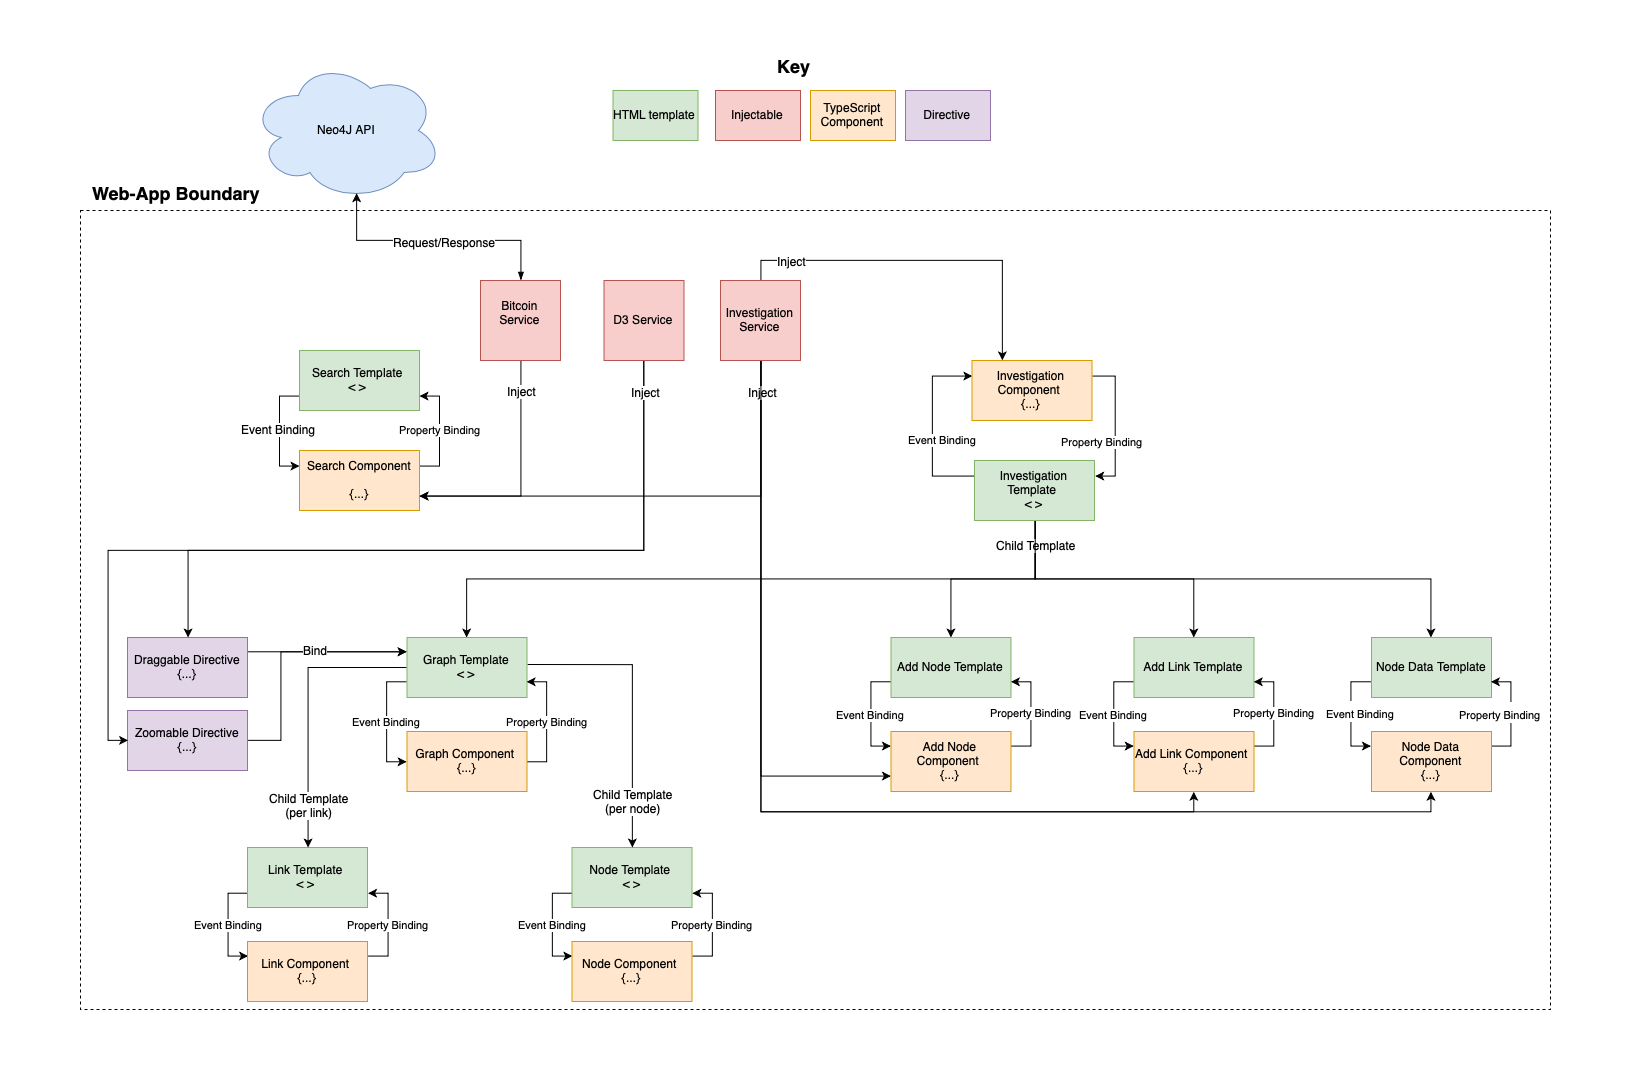 Key
HTML template
Injectable
TypeScript
Component
Directive
Neo4J API
Web-App Boundary
Request/Response
Inject
Bitcoin
Service
D3 Service
Investigation
Service
Search Template
< >
Inject
Inject
Inject
Investigation
Component
{...}
Event Binding
Property Binding
Event Binding
Property Binding
Search Component
{...}
Investigation
Template
< >
Child Template
Draggable Directive
{...}
Bind
Graph Template
< >
Add Node Template
Add Link Template
Node Data Template
Zoomable Directive
{...}
Event Binding
Property Binding
Event Binding
Property Binding
Event Binding
Property Binding
Event Binding
Property Binding
Graph Component
{...}
Add Node
Component
{...}
Add Link Component
{...}
Node Data
Component
{...}
Child Template
(per link)
Child Template
(per node)
Link Template
< >
Node Template
< >
Event Binding
Property Binding
Event Binding
Property Binding
Link Component
{...}
Node Component
{...}